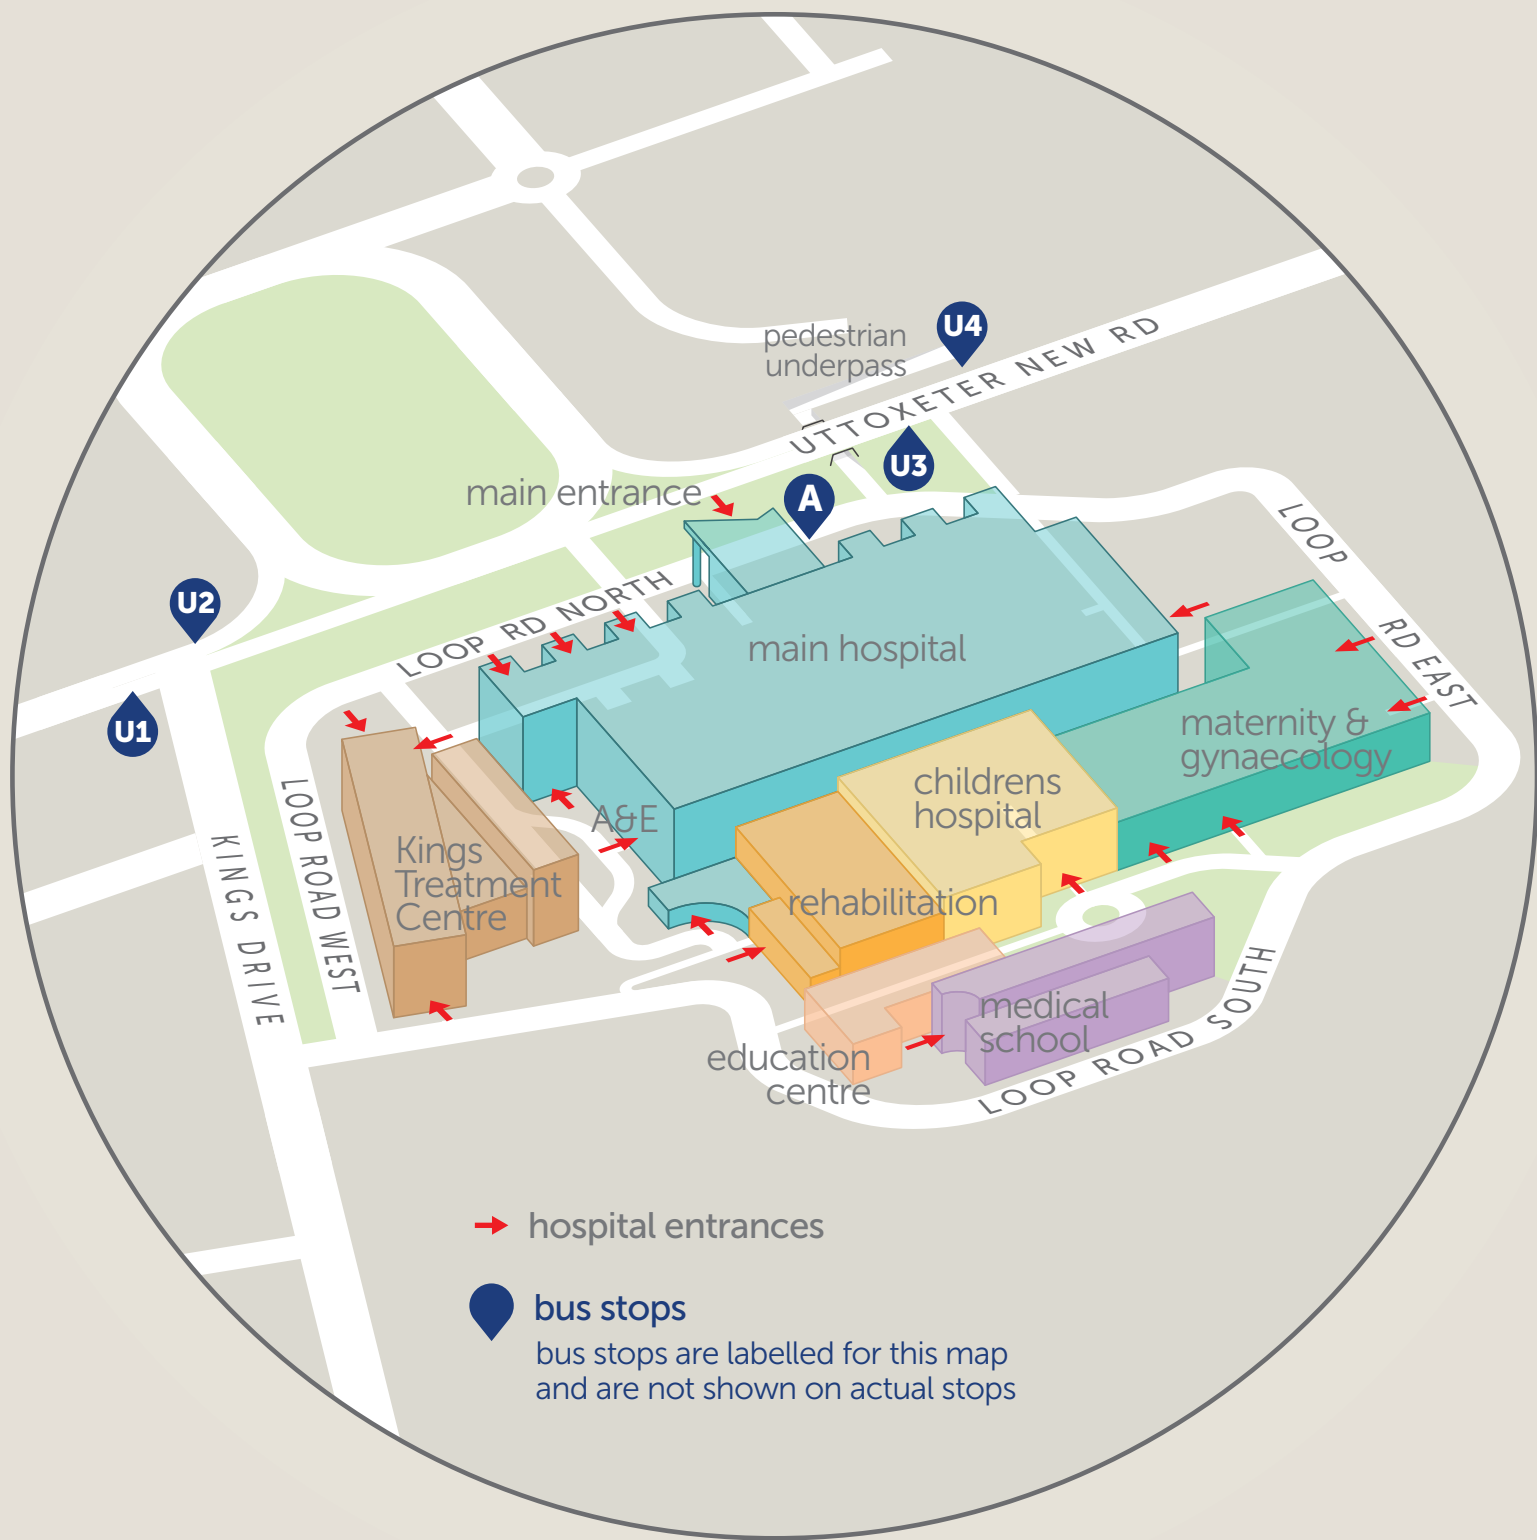 U4
pedestrian
underpass
UTTOXETER NEW RD
U3
main entrance
A
LOOP
RD EAST
U2
LOOP RD NORTH
main hospital
U1
maternity &
gynaecology
childrens
hospital
A&E
LOOP ROAD WEST
KINGS DRIVE
Kings
Treatment
Centre
rehabilitation
medical
school
education
centre
LOOP ROAD SOUTH
hospital entrances
bus stops
bus stops are labelled for this map
and are not shown on actual stops